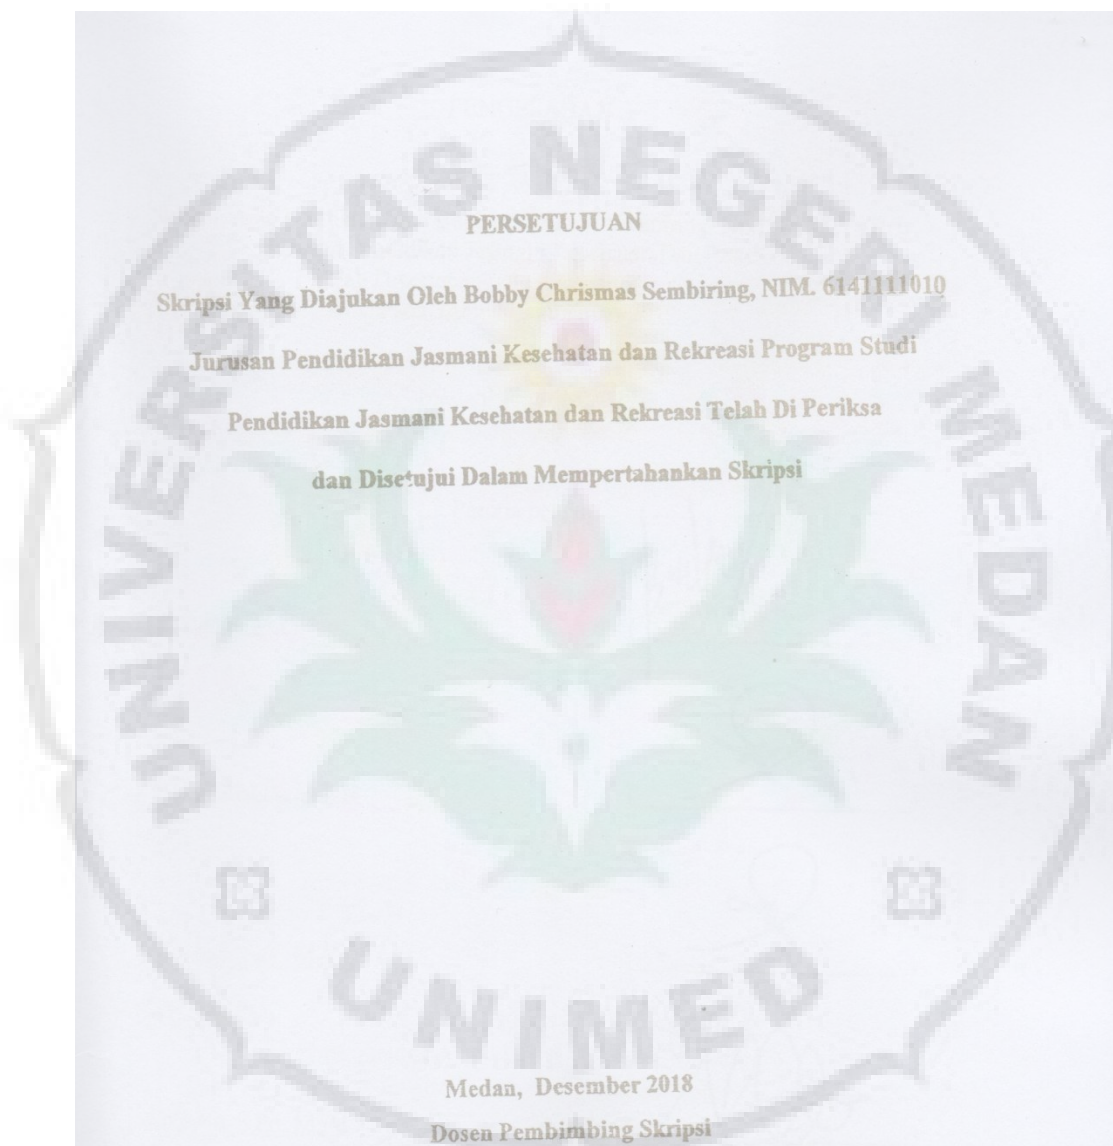 UNIVERSITAS NEGERI MEDAN
PERSETUJUAN
Skripsi Yang Diajukan Oleh Bobby Chrismas Sembiring, NIM. 6141111010
Jurusan Pendidikan Jasmani Kesehatan dan Rekreasi Program Studi
Pendidikan Jasmani Kesehatan dan Rekreasi Telah Di Periksa
dan Disetujui Dalam Mempertahankan Skripsi
UNIMED
Medan, Desember 2018
Dosen Pembimbing Skripsi